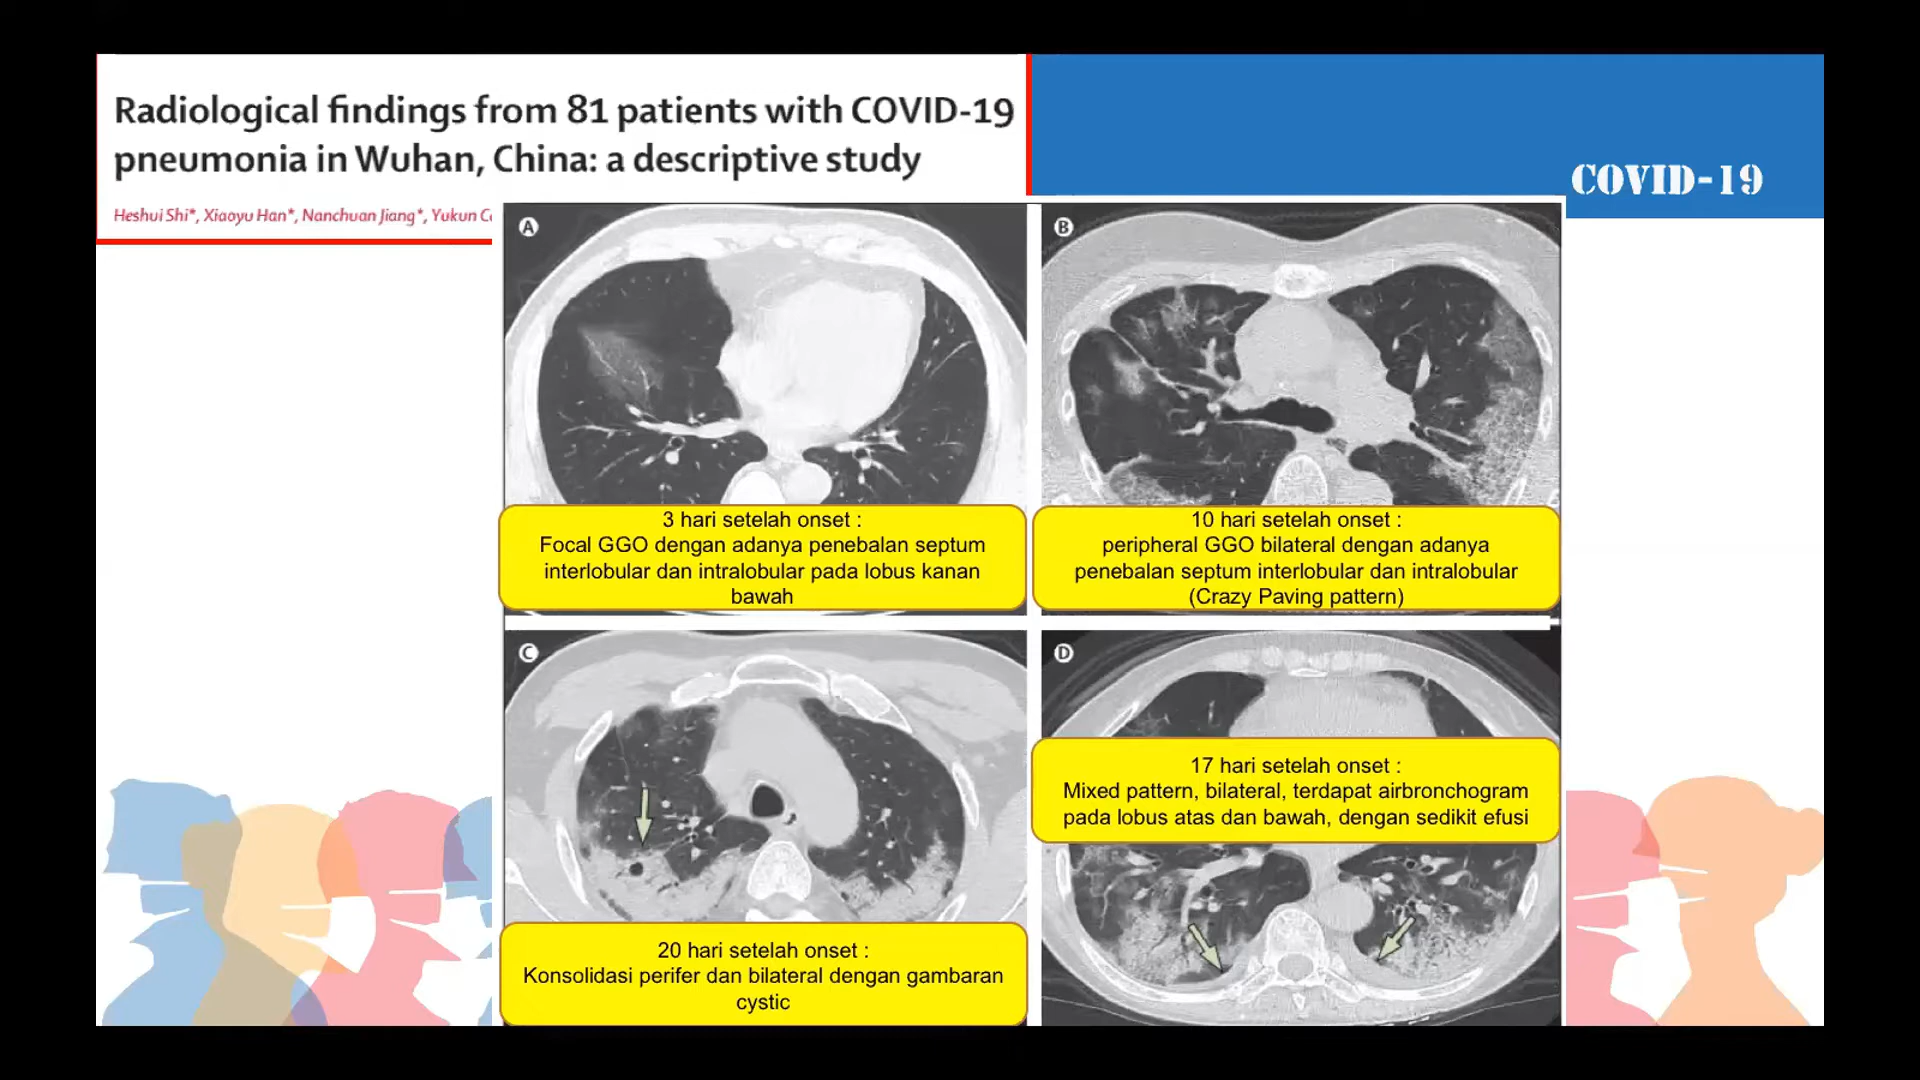 Radiological findings from 81 patients with COVID-19
pneumonia in Wuhan, China: a descriptive study
Heshui Shi*, Xiaoyu Han*, Nanchuan Jiang*, Yukun
COVID-19
A
B
3 hari setelah onset :
Focal GGO dengan adanya penebalan septum
interlobular dan intralobular pada lobus kanan
bawah
10 hari setelah onset :
peripheral GGO bilateral dengan adanya
penebalan septum interlobular dan intralobular
(Crazy Paving pattern)
C
D
20 hari setelah onset :
Konsolidasi perifer dan bilateral dengan gambaran
cystic
17 hari setelah onset :
Mixed pattern, bilateral, terdapat airbronchogram
pada lobus atas dan bawah, dengan sedikit efusi